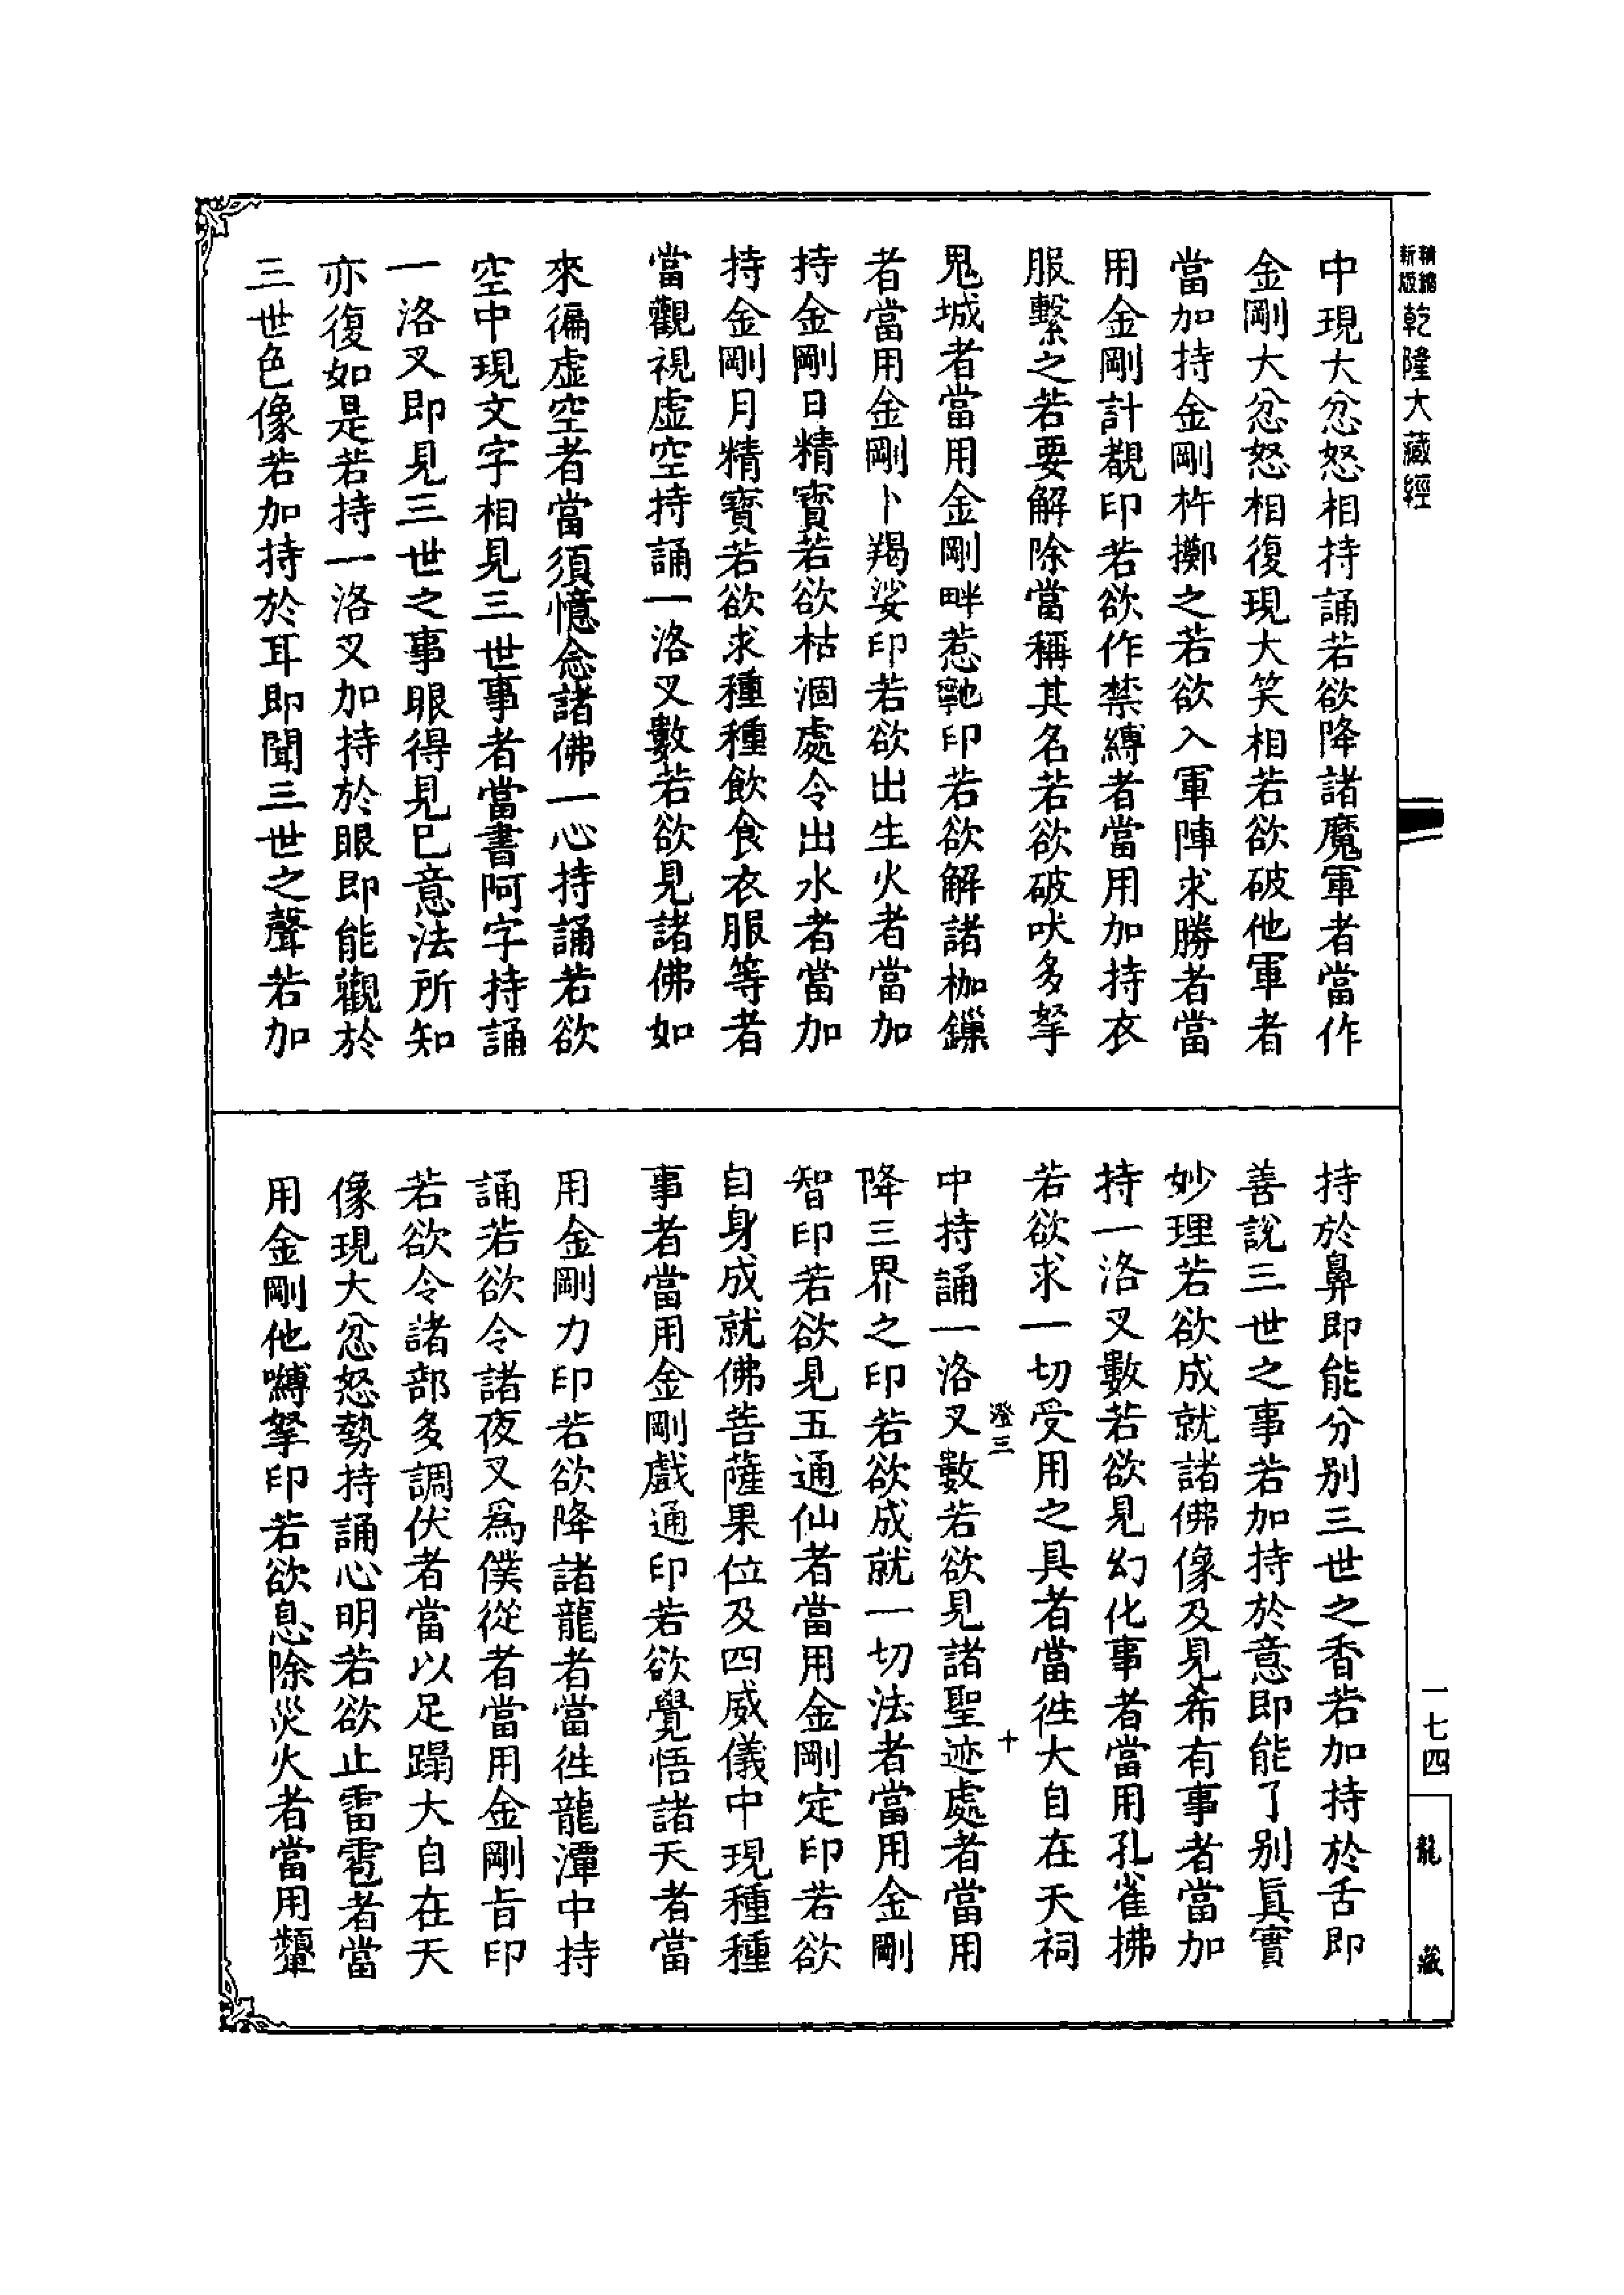 精縮新版乾隆大藏經
中現大忿怒相持誦若欲降諸魔軍者當作
金剛大忿怒相復現大笑相若欲破他軍者
當加持金剛杵擲之若欲入軍陣求勝者當
用金剛計覩印若欲作禁縛者當用加持衣
服繫之若要解除當稱其名若欲破吠多拏
鬼城者當用金剛畔惹印若欲解諸枷鏁
者當用金剛卜羯娑印若欲出生火者當加
持金剛日精寶若欲枯涸處令出水者當加
持金剛月精寶若欲求種種飲食衣服等者
當觀視虛空持誦一洛叉數若欲見諸佛如
來徧虛空者當須憶念諸佛一心持誦若欲
空中現文字相見三世事者當書阿字持誦
一洛叉即見三世之事眼得見已意法所知
亦復如是若持一洛叉加持於眼即能觀於
三世色像若加持於耳即聞三世之聲若加
持於鼻即能分别三世之香若加持於舌即
善說三世之事若加持於意即能了别眞實
妙理若欲成就諸佛像及見希有事者當加
持一洛叉數若欲見幻化事者當用孔雀拂
若欲求一切受用之具者當徃大自在天祠
澄三 十
中持誦一洛叉數若欲見諸聖迹處者當用
降三界之印若欲成就一切法者當用金剛
智印若欲見五通仙者當用金剛定印若欲
自身成就佛菩薩果位及四威儀中現種種
事者當用金剛戲通印若欲覺悟諸天者當
用金剛力印若欲降諸龍者當徃龍潭中持
誦若欲令諸夜叉爲僕從者當用金剛旨印
若欲令諸部多調伏者當以足蹋大自在天
像現大忿怒勢持誦心明若欲止雷雹者當
用金剛他嚩拏印若欲息除災火者當用顰
一七四
龍藏